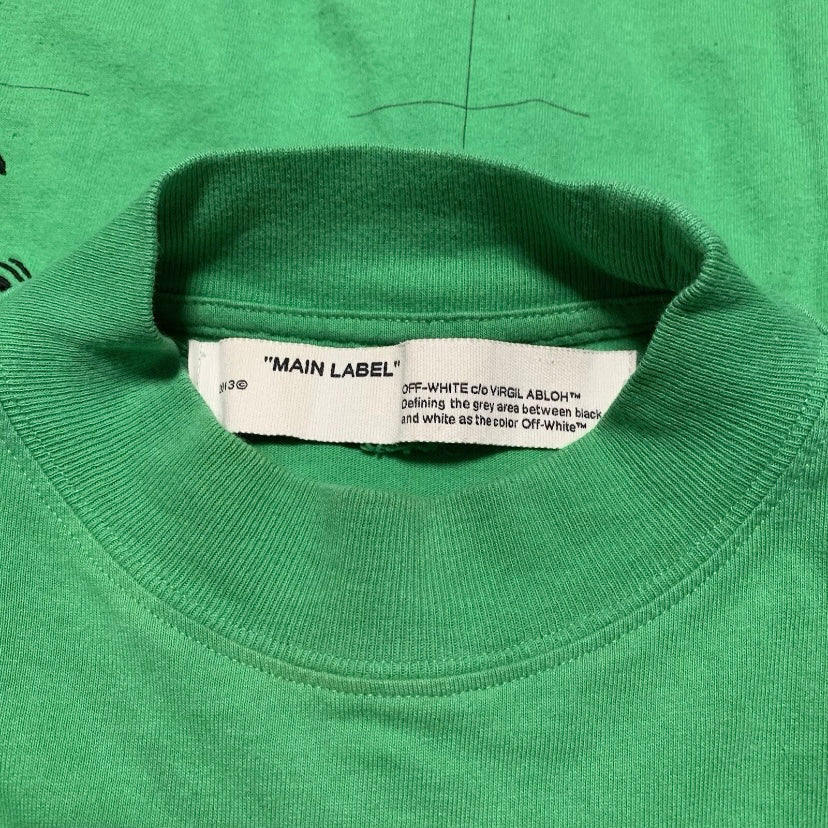 "MAIN LABEL"
2013©
OFF-WHITE c/o VIRGIL ABLOH™
Defining the grey area between black
and white as the color Off-White™